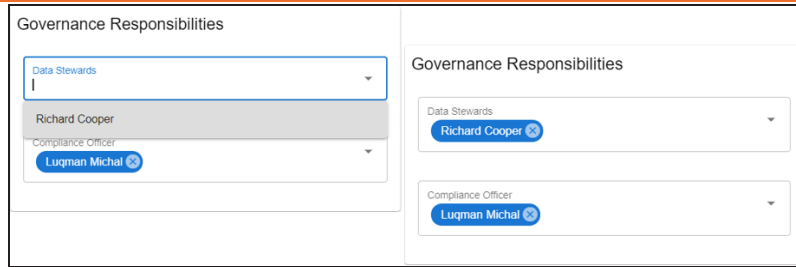 Governance Responsibilities
Data Stewards
Richard Cooper
Compliance Officer
Luqman Michal
Governance Responsibilities
Data Stewards
Richard Cooper
Compliance Officer
Luqman Michal